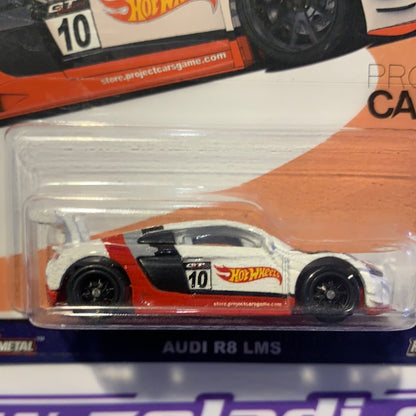 GT
10
HOT WHEELS
store.projectcarsgame.com
PRO
CA
GT
10
HOT WHEELS
store.projectcarsgame.com
METAL
AUDI R8 LMS